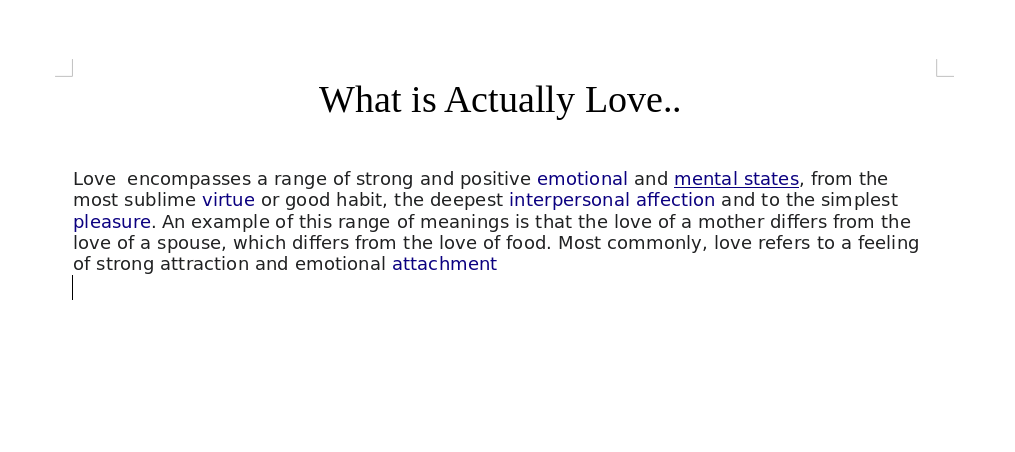 What is Actually Love..
Love  encompasses a range of strong and positive emotional and mental states, from the
most sublime virtue or good habit, the deepest interpersonal affection and to the simplest
pleasure. An example of this range of meanings is that the love of a mother differs from the
love of a spouse, which differs from the love of food. Most commonly, love refers to a feeling
of strong attraction and emotional attachment